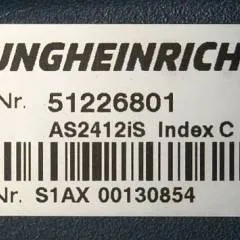 UNGHEINRICH
Nr. 51226801
AS2412iS Index C
Nr. S1AX 00130854